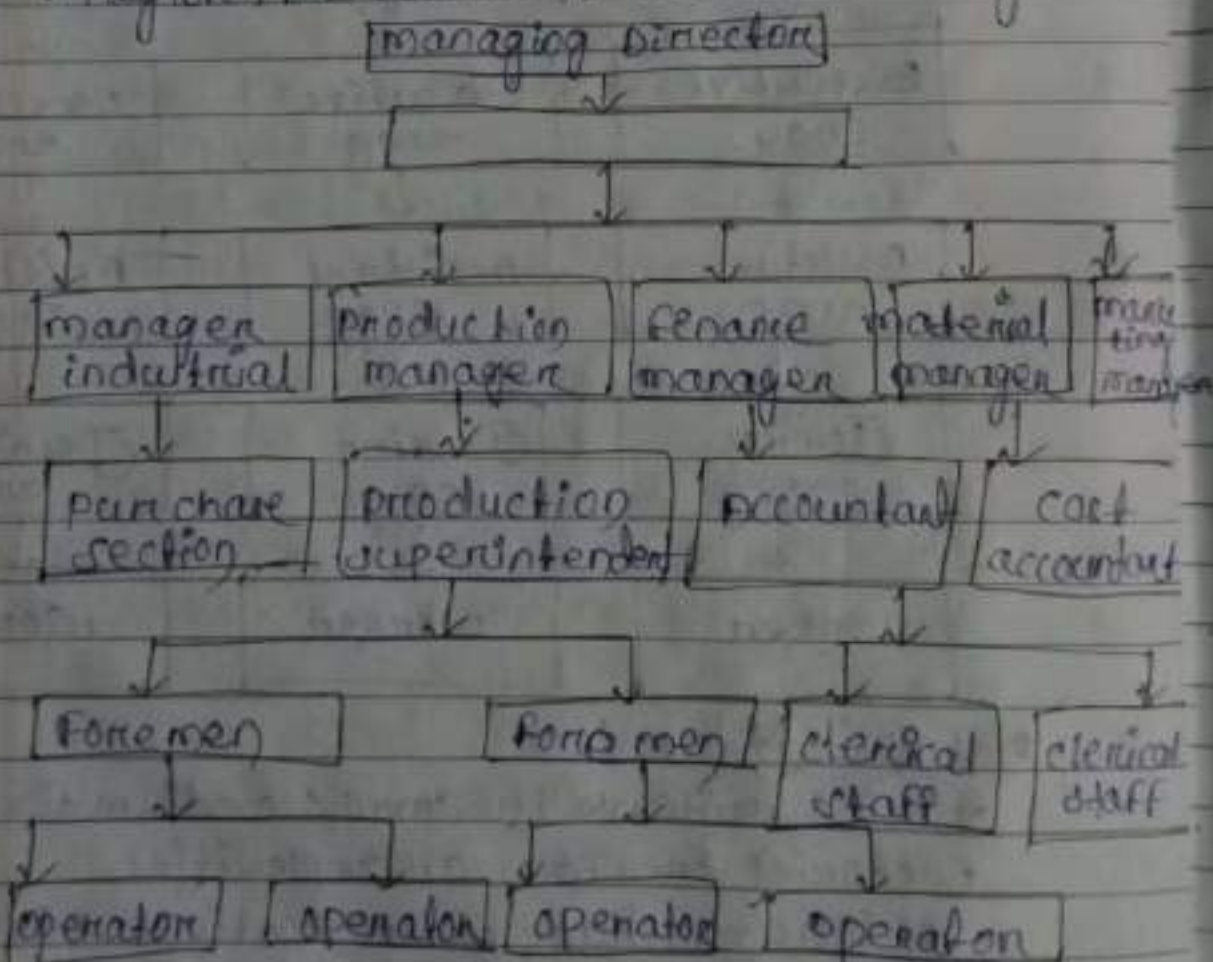 managing Director
manager
industrial
production
manager
fenance
manager
material
manager
purchase
section
production
superintendent
Accountant
cost
accountant
Foremen
Foremen
clerical
staff
clerical
staff
operator
operator
operator
operator